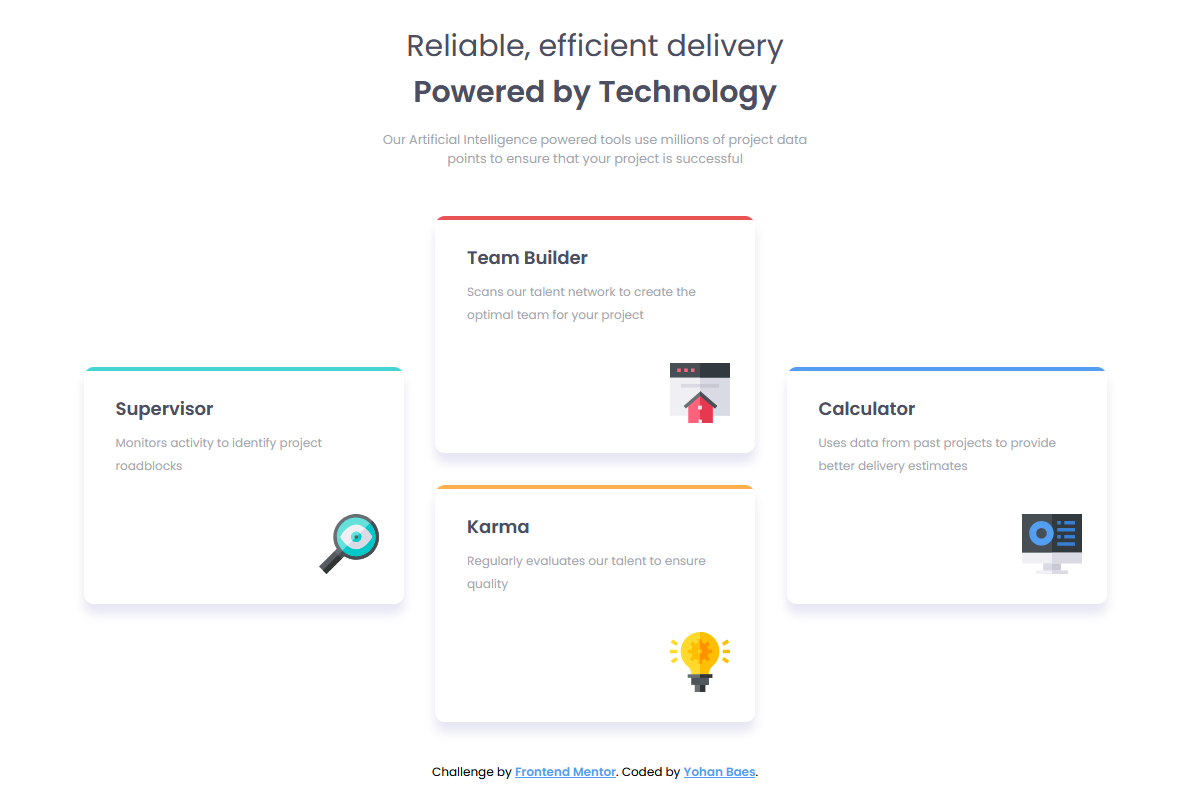 Reliable, efficient delivery
Powered by Technology
Our Artificial Intelligence powered tools use millions of project data
points to ensure that your project is successful
Team Builder
Scans our talent network to create the
optimal team for your project
Supervisor
Monitors activity to identify project
roadblocks
Calculator
Uses data from past projects to provide
better delivery estimates
Karma
Regularly evaluates our talent to ensure
quality
Challenge by Frontend Mentor. Coded by Yohan Baes.